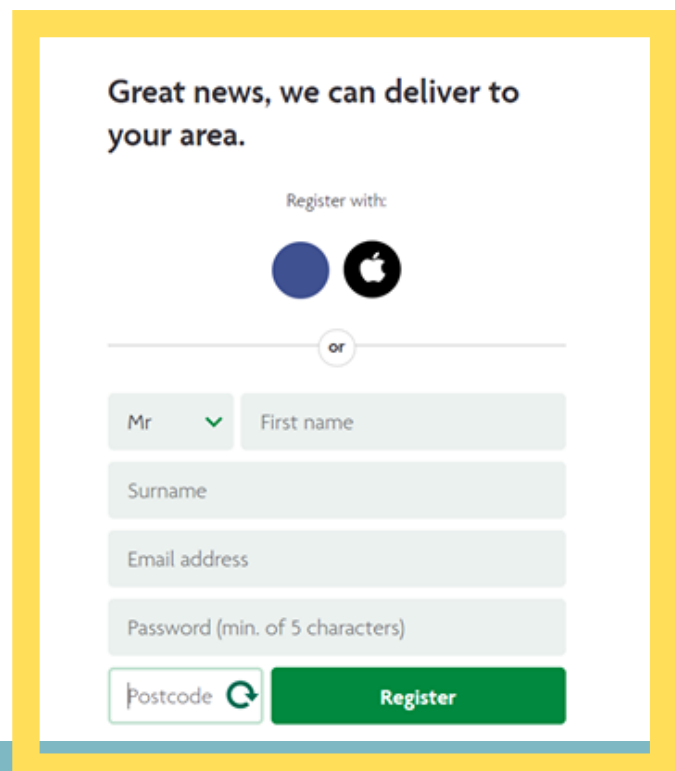 Great news, we can deliver to
your area.
Register with:
or
Mr First name
Surname
Email address
Password (min. of 5 characters)
Postcode Register